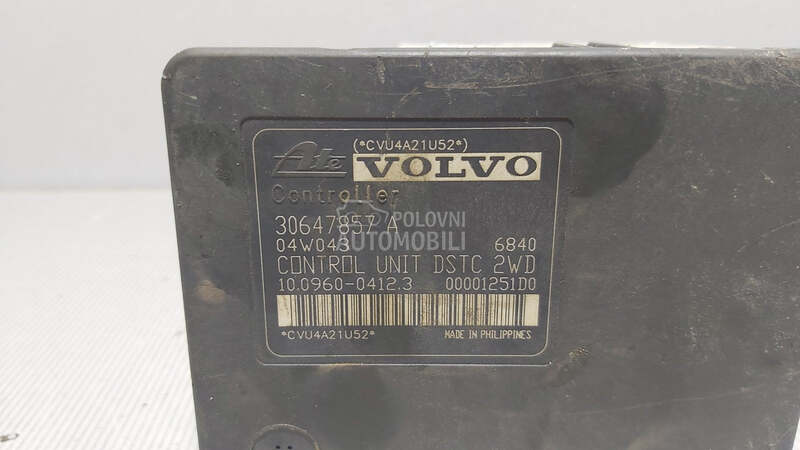 (*CVU4A21U52*)
Ate VOLVO
Controller
30647857 A
POLOVNI
AUTOMOBILI
04W043 6840
CONTROL UNIT DSTC 2WD
10.0960-0412.3 00001251D0
*CVU4A21U52* MADE IN PHILIPPINES